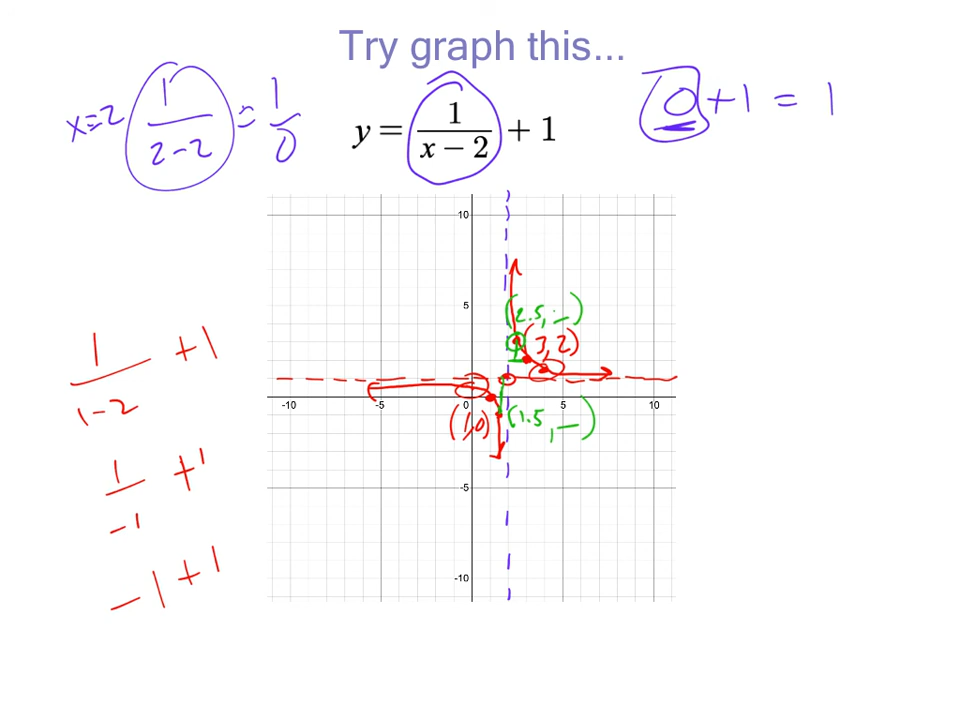 Try graph this...
x=2 1/(2-2) = 1/0
y = 1/(x − 2) + 1
0 + 1 = 1
10
5
(2.5, _)
(3, 2)
-10 -5 0 5 10
(1,0)
(1.5, _)
-5
-10
1/(1-2) + 1
1/-1 + 1
-1 + 1